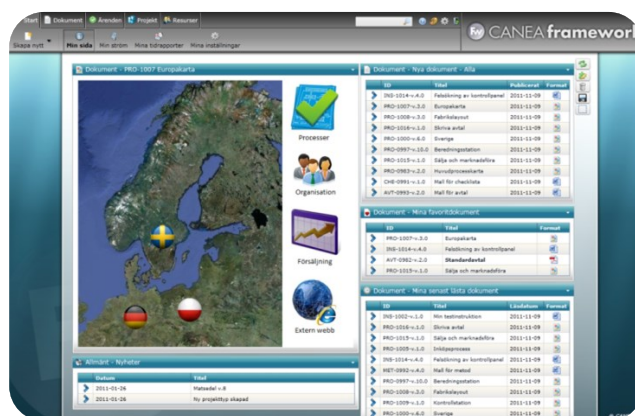 Start Dokument Ärenden Projekt Resurser
CANEA framework
Skapa nytt Min sida Min ström Mina tidrapporter Mina inställningar
Dokument - PRO-1007 Europakarta
Processer
Organisation
Försäljning
Extern webb
Allmänt - Nyheter
Datum Titel
2011-01-26 Matsedel v.8
2011-01-26 Ny projekttyp skapad
Dokument - Nya dokument - Alla
ID Titel Publicerat Format
INS-1014-v.4.0 Felsökning av kontrollpanel 2011-11-09
PRO-1007-v.3.0 Europakarta 2011-11-09
PRO-1008-v.3.0 Fabrikslayout 2011-11-09
PRO-1016-v.1.0 Skriva avtal 2011-11-09
PRO-1000-v.6.0 Sverige 2011-11-09
PRO-0997-v.10.0 Beredningsstation 2011-11-09
PRO-1015-v.1.0 Sälja och marknadsföra 2011-11-09
PRO-0983-v.2.0 Huvudprocesskarta 2011-11-09
CHE-0991-v.1.0 Mall för checklista 2011-11-09
AVT-0993-v.2.0 Mall för avtal 2011-11-09
Dokument - Mina favoritdokument
ID Titel Format
PRO-1007-v.3.0 Europakarta
INS-1014-v.4.0 Felsökning av kontrollpanel
AVT-0982-v.2.0 Standardavtal
PRO-1015-v.1.0 Sälja och marknadsföra
Dokument - Mina senast lästa dokument
ID Titel Läsdatum Format
INS-1002-v.1.0 Min testinstruktion 2011-11-09
PRO-1016-v.1.0 Skriva avtal 2011-11-09
PRO-1015-v.1.0 Sälja och marknadsföra 2011-11-09
PRO-1005-v.1.0 Inköpsprocess 2011-11-09
INS-1014-v.4.0 Felsökning av kontrollpanel 2011-11-09
MET-0992-v.4.0 Mall för metod 2011-11-09
PRO-0997-v.10.0 Beredningsstation 2011-11-09
PRO-1008-v.3.0 Fabrikslayout 2011-11-09
PRO-1009-v.1.0 Kontrollstation 2011-11-09
PRO-1000-v.6.0 Sverige 2011-11-09